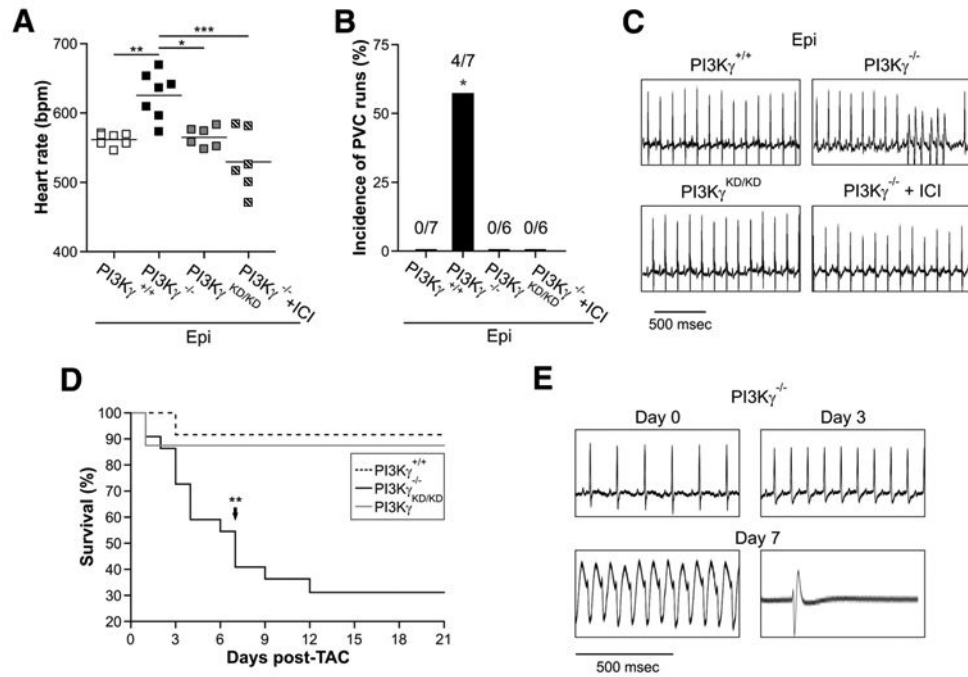 A
Heart rate (bpm)
700
600
500
400
**
*
***
PI3Kγ+/+
PI3Kγ-/-
PI3KγKD/KD
PI3Kγ-/-+ICI
Epi
B
Incidence of PVC runs (%)
75
50
25
0
0/7
4/7
*
0/6
0/6
PI3Kγ+/+
PI3Kγ-/-
PI3KγKD/KD
PI3Kγ-/-+ICI
Epi
C
Epi
PI3Kγ+/+
PI3Kγ-/-
PI3KγKD/KD
PI3Kγ-/- + ICI
500 msec
D
Survival (%)
100
90
80
70
60
50
40
30
20
**
PI3Kγ+/+
PI3Kγ-/-
PI3KγKD/KD
0 3 6 9 12 15 18 21
Days post-TAC
E
PI3Kγ-/-
Day 0
Day 3
Day 7
500 msec